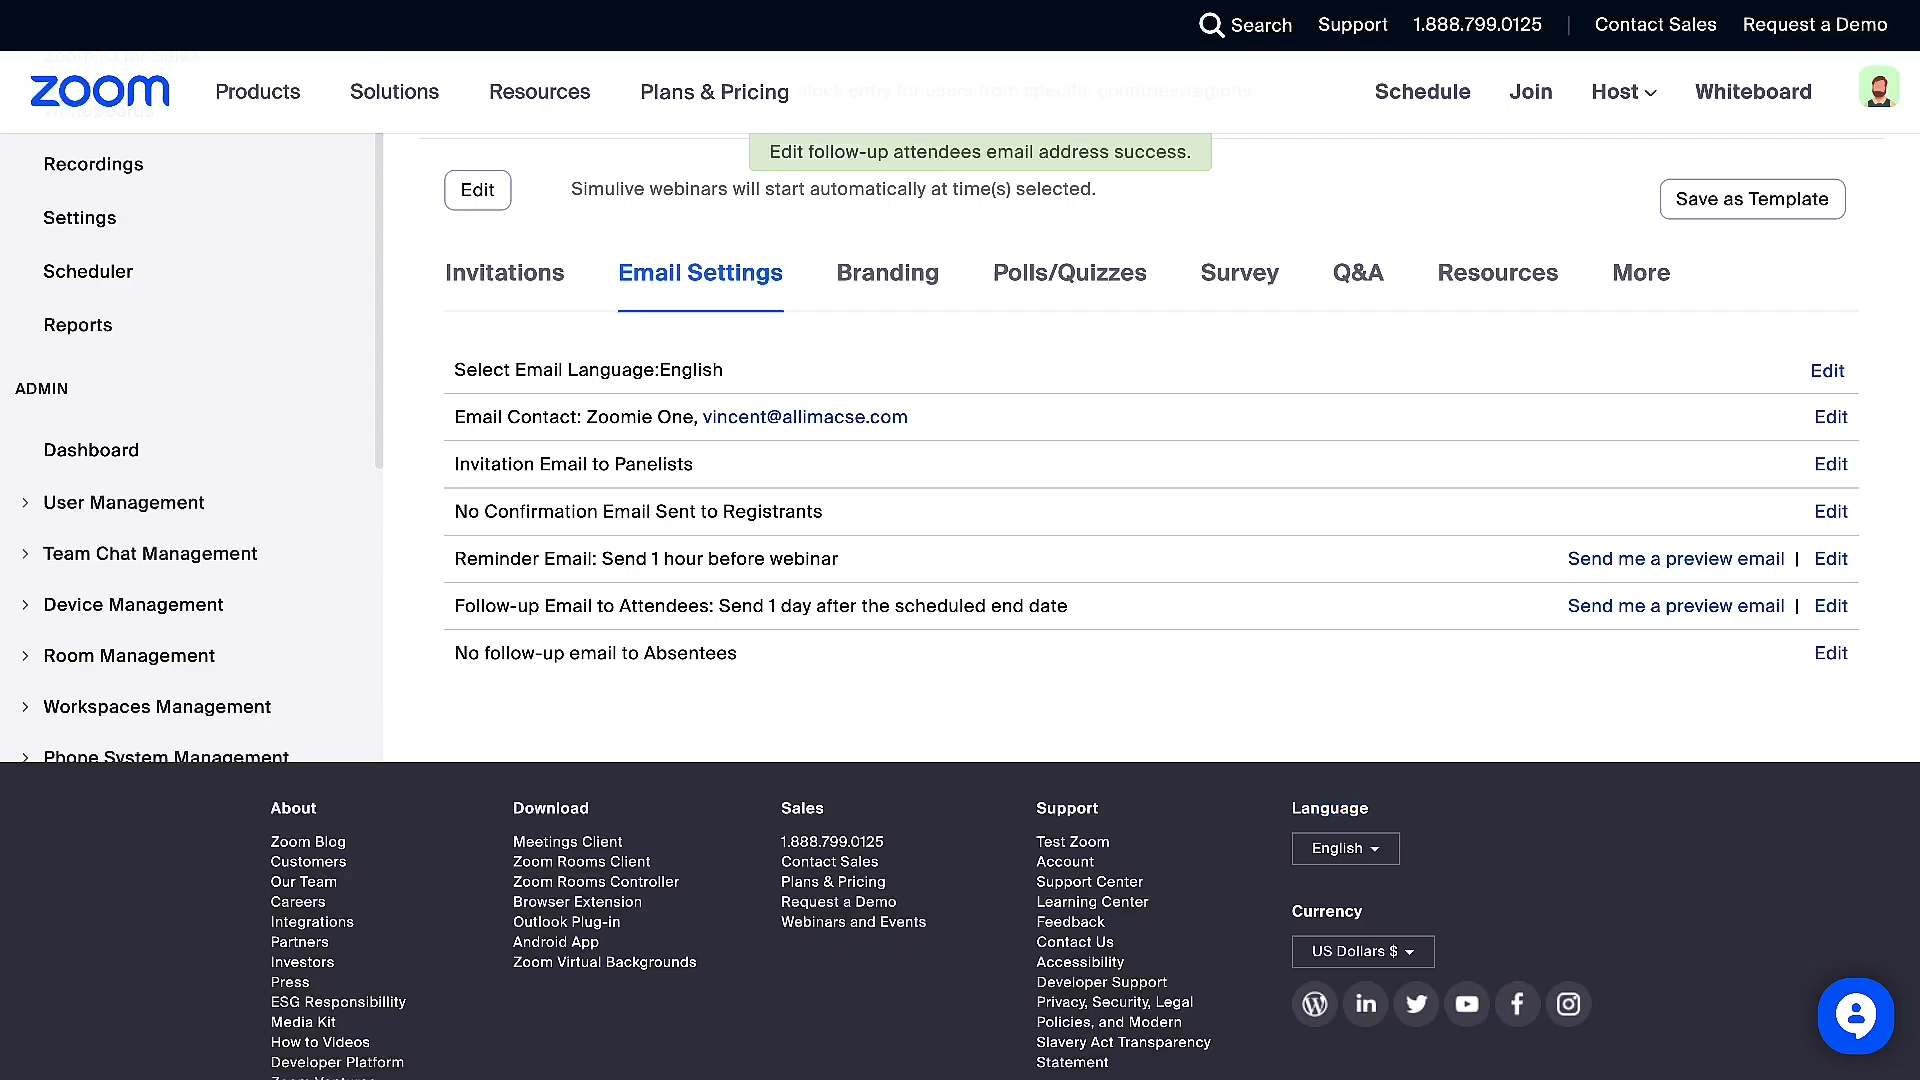 Search
Support
1.888.799.0125
|
Contact Sales
Request a Demo
zoom
Products
Solutions
Resources
Plans & Pricing
Schedule
Join
Host
Whiteboard
Recordings
Settings
Scheduler
Reports
ADMIN
Dashboard
User Management
Team Chat Management
Device Management
Room Management
Workspaces Management
Phone System Management
Edit follow-up attendees email address success.
Edit
Simulive webinars will start automatically at time(s) selected.
Save as Template
Invitations
Email Settings
Branding
Polls/Quizzes
Survey
Q&A
Resources
More
Select Email Language:English
Edit
Email Contact: Zoomie One, vincent@allimacse.com
Edit
Invitation Email to Panelists
Edit
No Confirmation Email Sent to Registrants
Edit
Reminder Email: Send 1 hour before webinar
Send me a preview email | Edit
Follow-up Email to Attendees: Send 1 day after the scheduled end date
Send me a preview email | Edit
No follow-up email to Absentees
Edit
About
Zoom Blog
Customers
Our Team
Careers
Integrations
Partners
Investors
Press
ESG Responsibility
Media Kit
How to Videos
Developer Platform
Download
Meetings Client
Zoom Rooms Client
Zoom Rooms Controller
Browser Extension
Outlook Plug-in
Android App
Zoom Virtual Backgrounds
Sales
1.888.799.0125
Contact Sales
Plans & Pricing
Request a Demo
Webinars and Events
Support
Test Zoom
Account
Support Center
Learning Center
Feedback
Contact Us
Accessibility
Developer Support
Privacy, Security, Legal
Policies, and Modern
Slavery Act Transparency
Statement
Language
English
Currency
US Dollars $